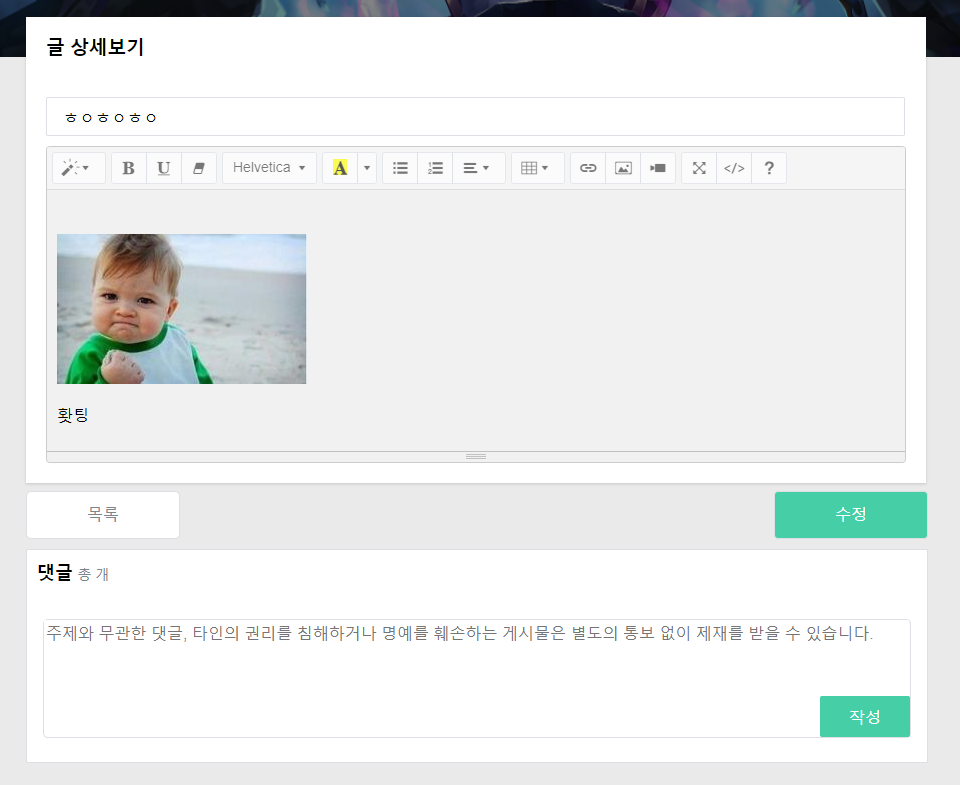 글 상세보기
ㅎㅇㅎㅇㅎㅇ
B U Helvetica A </> ?
홧팅
목록
수정
댓글 총 개
주제와 무관한 댓글, 타인의 권리를 침해하거나 명예를 훼손하는 게시물은 별도의 통보 없이 제재를 받을 수 있습니다.
작성